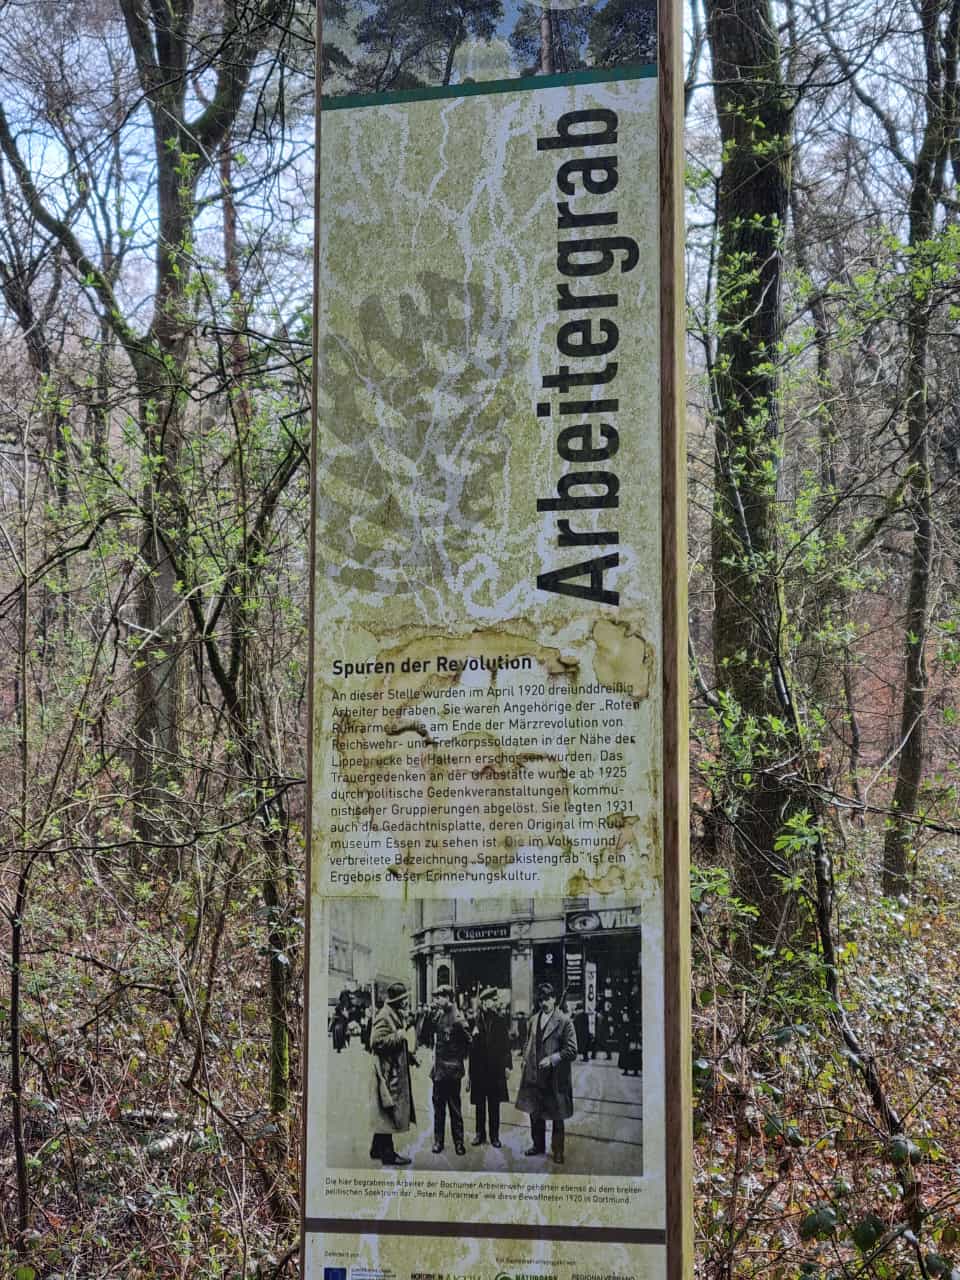 Arbeitergrab
Spuren der Revolution
An dieser Stelle wurden im April 1920 dreiunddreißig
Arbeiter begraben. Sie waren Angehörige der „Roten
Ruhrarmee“, die am Ende der Märzrevolution von
Reichswehr- und Freikorpssoldaten in der Nähe der
Lippebrücke bei Haltern erschossen wurden. Das
Trauergedenken an der Grabstätte wurde ab 1925
durch politische Gedenkveranstaltungen kommu-
nistischer Gruppierungen abgelöst. Sie legten 1931
auch die Gedächtnisplatte, deren Original im Ruhr
museum Essen zu sehen ist. Die im Volksmund
verbreitete Bezeichnung „Spartakistengrab“ ist ein
Ergebnis dieser Erinnerungskultur.
Cigarren
Die hier begrabenen Arbeiter der Bochumer Arbeiterwehr gehörten ebenso zu dem breiten
politischen Spektrum der „Roten Ruhrarmee“ wie diese Bewaffneten 1920 in Dortmund.
Gefördert von:
NATURPARK
REGIONALVERBAND